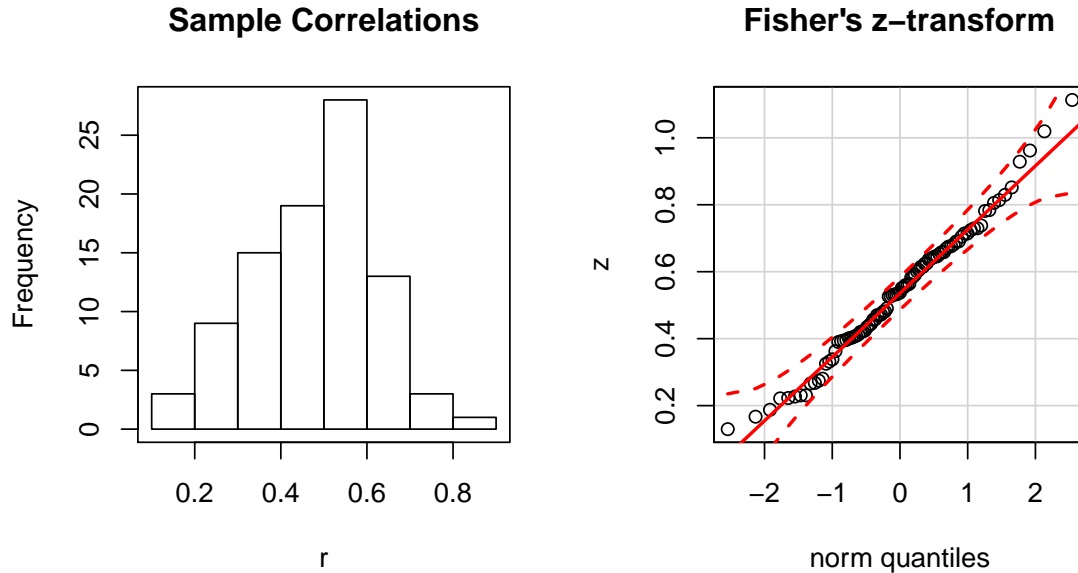 Sample Correlations
Frequency
0 5 10 15 20 25
0.2 0.4 0.6 0.8
r
Fisher's z−transform
z
0.2 0.4 0.6 0.8 1.0
−2 −1 0 1 2
norm quantiles